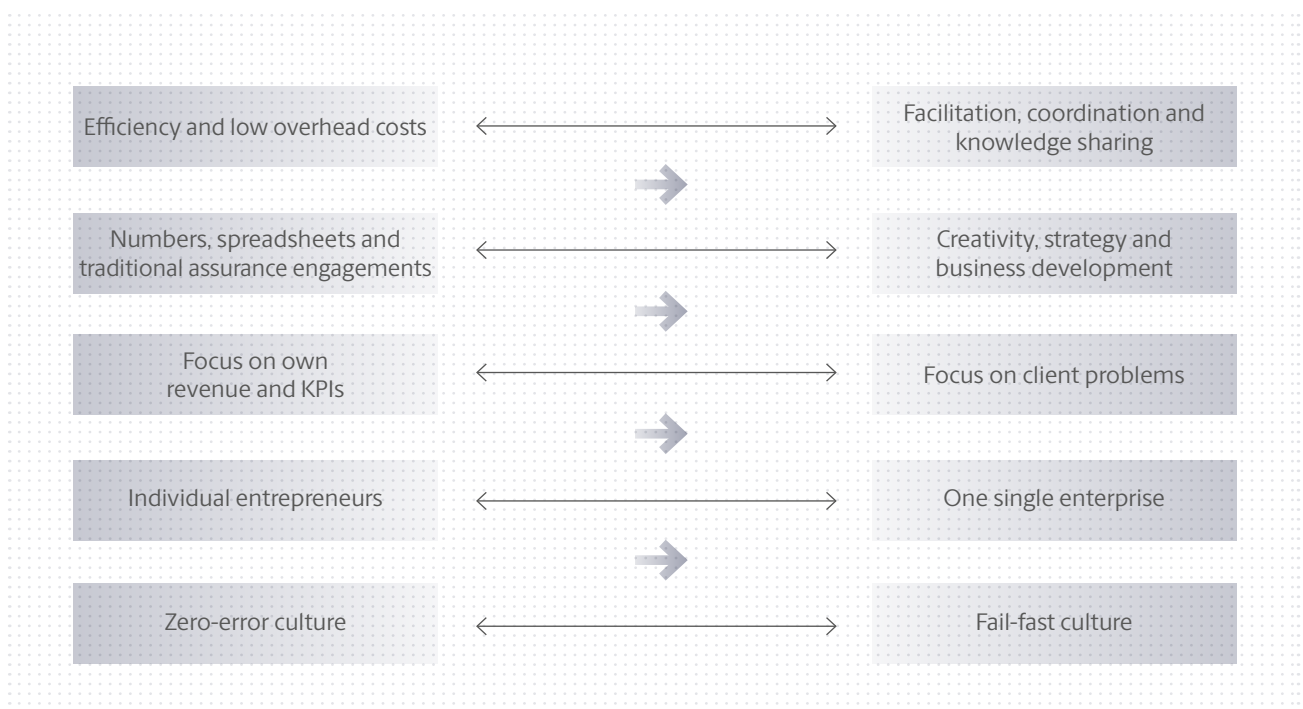 Efficiency and low overhead costs
Facilitation, coordination and
knowledge sharing
Numbers, spreadsheets and
traditional assurance engagements
Creativity, strategy and
business development
Focus on own
revenue and KPIs
Focus on client problems
Individual entrepreneurs
One single enterprise
Zero-error culture
Fail-fast culture